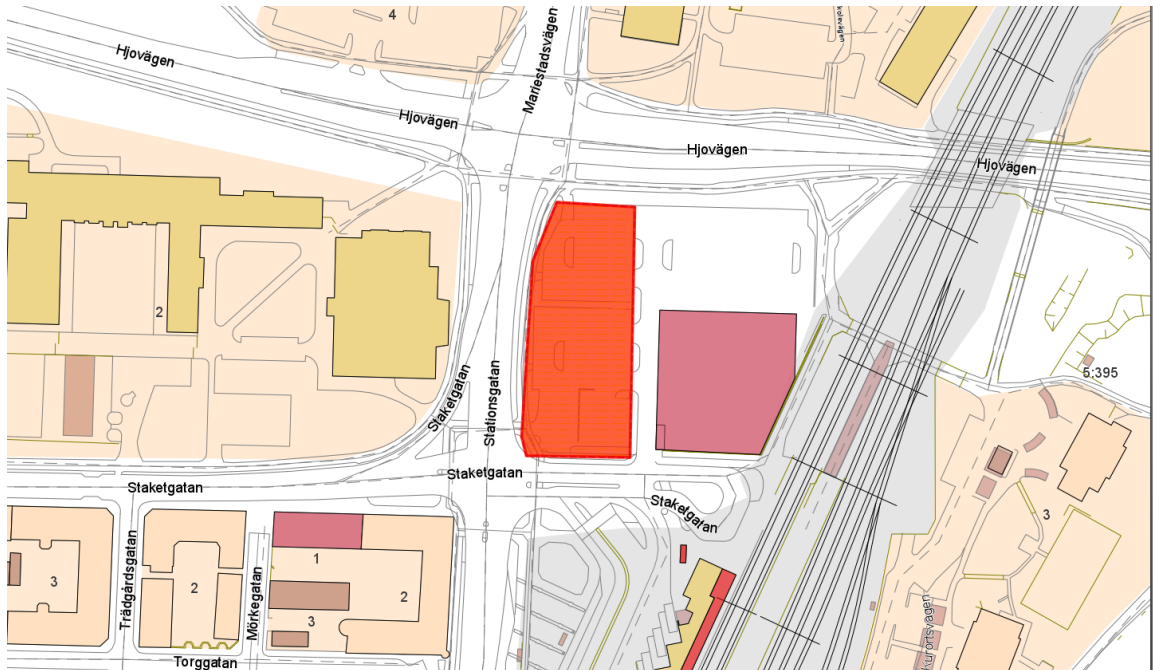 4
Hjovägen
Mariestadsvägen
Hjovägen
Hjovägen
Hjovägen
2
5:395
Staketgatan
Stationsgatan
Staketgatan
Staketgatan
Staketgatan
3
1
3
2
2
3
Trädgårdsgatan
Mörkegatan
Torggatan